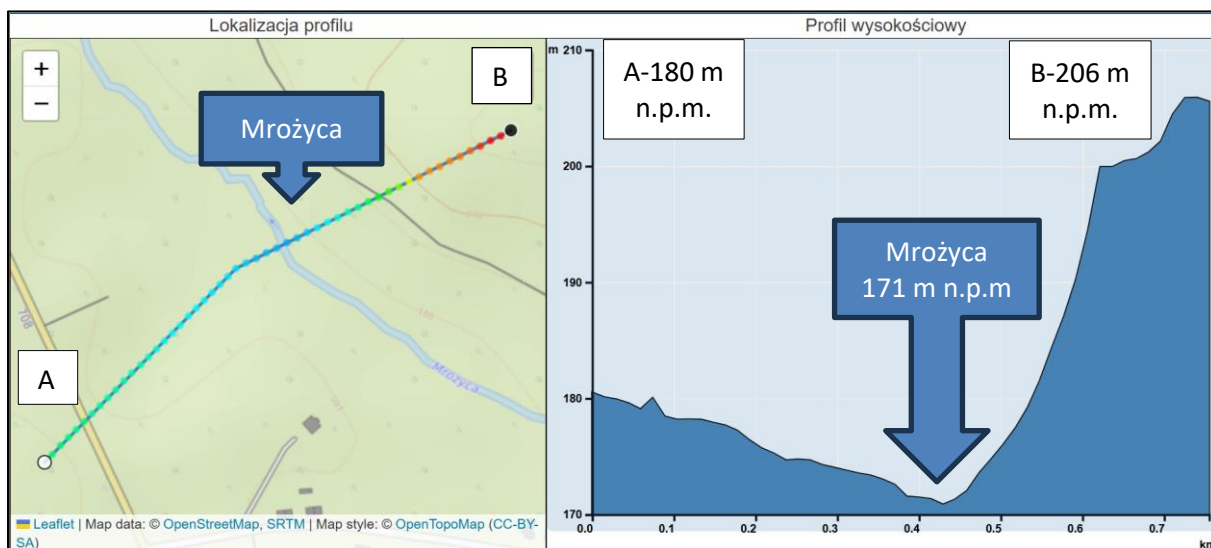 Lokalizacja profilu
+
−
Mrożyca
B
A
708
180
Mrożyca
Leaflet | Map data: © OpenStreetMap, SRTM | Map style: © OpenTopoMap (CC-BY-
SA)
Profil wysokościowy
m
210
200
190
180
170
A-180 m
n.p.m.
B-206 m
n.p.m.
Mrożyca
171 m n.p.m
0.0
0.1
0.2
0.3
0.4
0.5
0.6
0.7
km